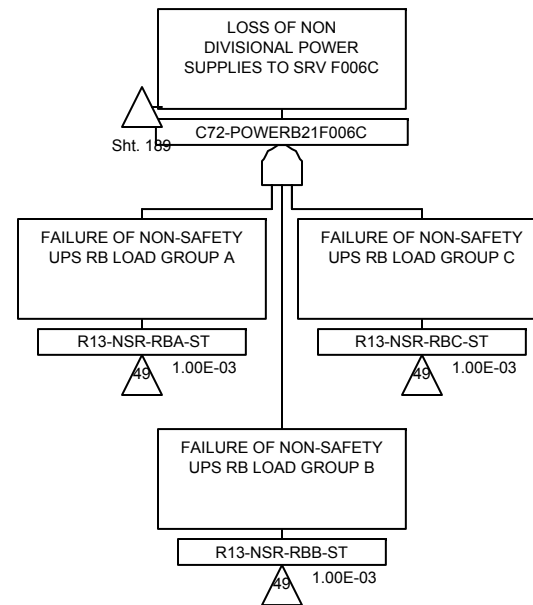 LOSS OF NON
DIVISIONAL POWER
SUPPLIES TO SRV F006C
C72-POWERB21F006C
Sht. 189
FAILURE OF NON-SAFETY
UPS RB LOAD GROUP A
R13-NSR-RBA-ST
49
1.00E-03
FAILURE OF NON-SAFETY
UPS RB LOAD GROUP C
R13-NSR-RBC-ST
49
1.00E-03
FAILURE OF NON-SAFETY
UPS RB LOAD GROUP B
R13-NSR-RBB-ST
49
1.00E-03